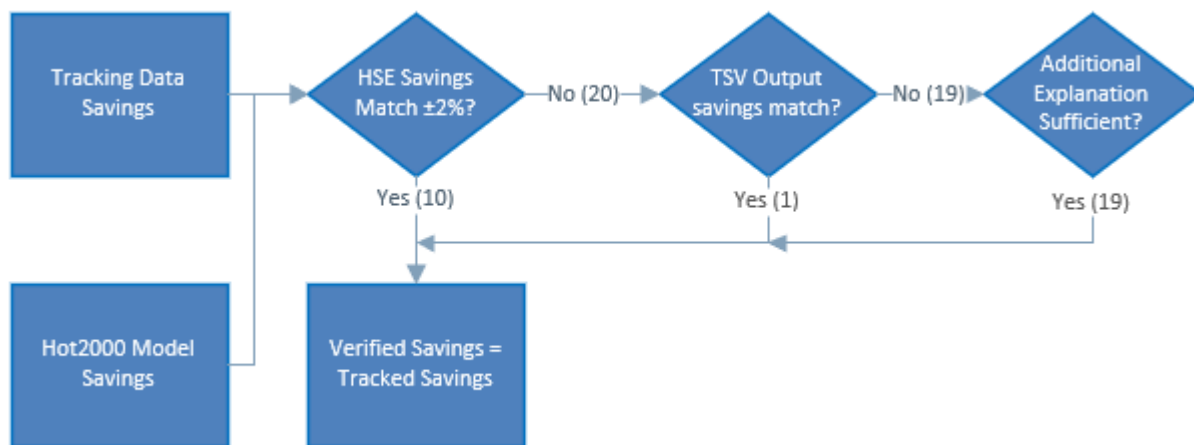 Tracking Data
Savings
HSE Savings
Match ±2%?
No (20)
TSV Output
savings match?
No (19)
Additional
Explanation
Sufficient?
Yes (10)
Yes (1)
Yes (19)
Hot2000 Model
Savings
Verified Savings =
Tracked Savings